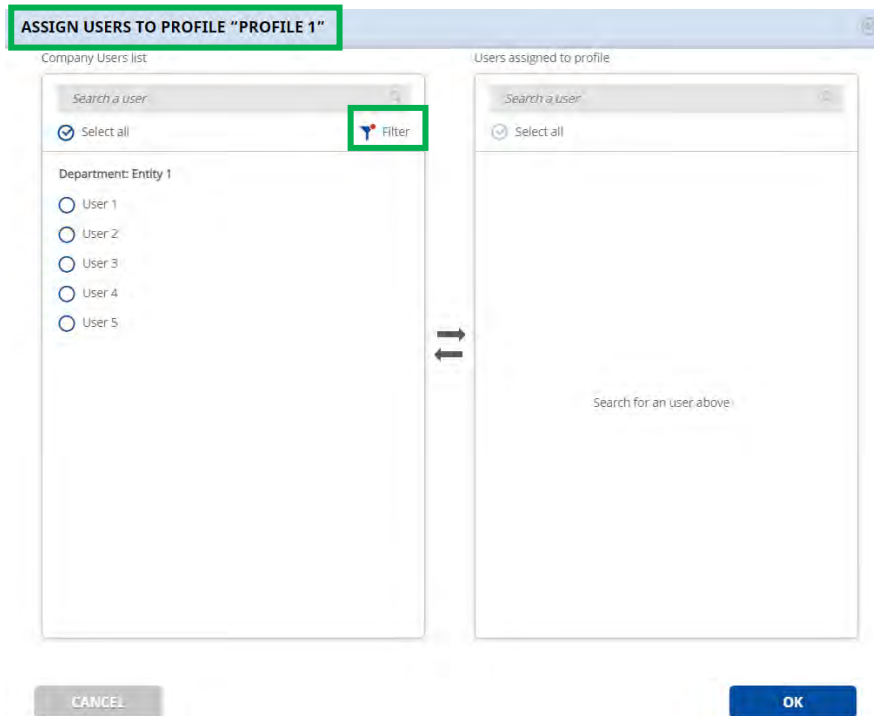 ASSIGN USERS TO PROFILE “PROFILE 1”
Company Users list
Search a user
Select all
Filter
Department: Entity 1
User 1
User 2
User 3
User 4
User 5
Users assigned to profile
Search a user
Select all
Search for an user above
CANCEL
OK